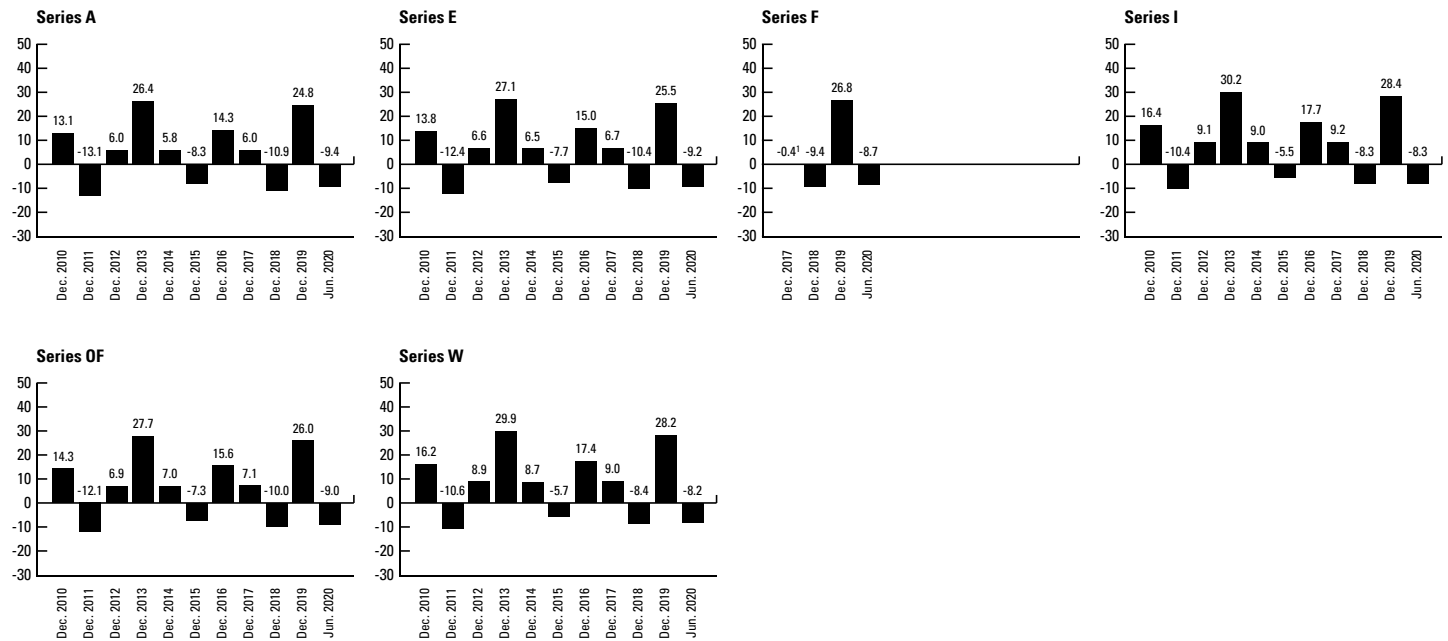 Series A
50
40
30
20
10
0
-10
-20
-30
13.1
-13.1
6.0
26.4
5.8
-8.3
14.3
6.0
-10.9
24.8
-9.4
Dec. 2010
Dec. 2011
Dec. 2012
Dec. 2013
Dec. 2014
Dec. 2015
Dec. 2016
Dec. 2017
Dec. 2018
Dec. 2019
Jun. 2020
Series E
50
40
30
20
10
0
-10
-20
-30
13.8
-12.4
6.6
27.1
6.5
-7.7
15.0
6.7
-10.4
25.5
-9.2
Dec. 2010
Dec. 2011
Dec. 2012
Dec. 2013
Dec. 2014
Dec. 2015
Dec. 2016
Dec. 2017
Dec. 2018
Dec. 2019
Jun. 2020
Series F
50
40
30
20
10
0
-10
-20
-30
-0.4¹
-9.4
26.8
-8.7
Dec. 2017
Dec. 2018
Dec. 2019
Jun. 2020
Series I
50
40
30
20
10
0
-10
-20
-30
16.4
-10.4
9.1
30.2
9.0
-5.5
17.7
9.2
-8.3
28.4
-8.3
Dec. 2010
Dec. 2011
Dec. 2012
Dec. 2013
Dec. 2014
Dec. 2015
Dec. 2016
Dec. 2017
Dec. 2018
Dec. 2019
Jun. 2020
Series OF
50
40
30
20
10
0
-10
-20
-30
14.3
-12.1
6.9
27.7
7.0
-7.3
15.6
7.1
-10.0
26.0
-9.0
Dec. 2010
Dec. 2011
Dec. 2012
Dec. 2013
Dec. 2014
Dec. 2015
Dec. 2016
Dec. 2017
Dec. 2018
Dec. 2019
Jun. 2020
Series W
50
40
30
20
10
0
-10
-20
-30
16.2
-10.6
8.9
29.9
8.7
-5.7
17.4
9.0
-8.4
28.2
-8.2
Dec. 2010
Dec. 2011
Dec. 2012
Dec. 2013
Dec. 2014
Dec. 2015
Dec. 2016
Dec. 2017
Dec. 2018
Dec. 2019
Jun. 2020